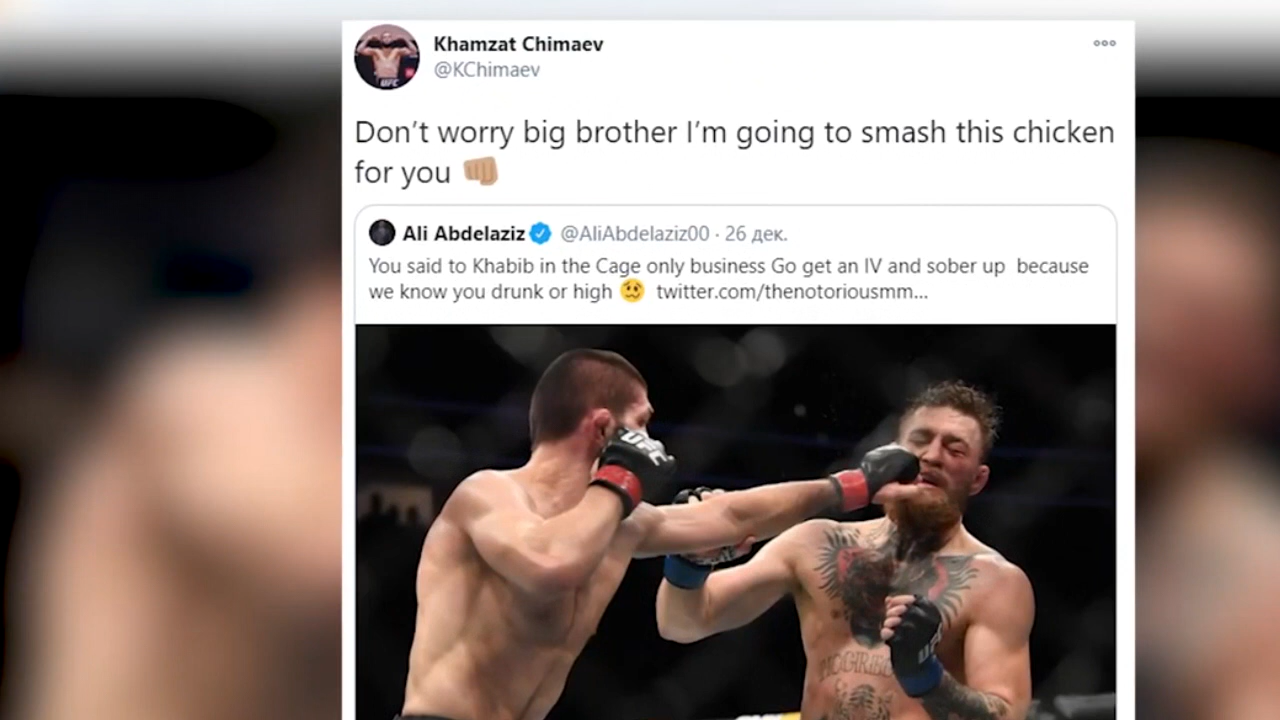 Khamzat Chimaev
@KChimaev
Don’t worry big brother I’m going to smash this chicken
for you 👊🏽
Ali Abdelaziz @AliAbdelaziz00 · 26 дек.
You said to Khabib in the Cage only business Go get an IV and sober up because
we know you drunk or high 🥴 twitter.com/thenotoriousmm...
UFC
UFC